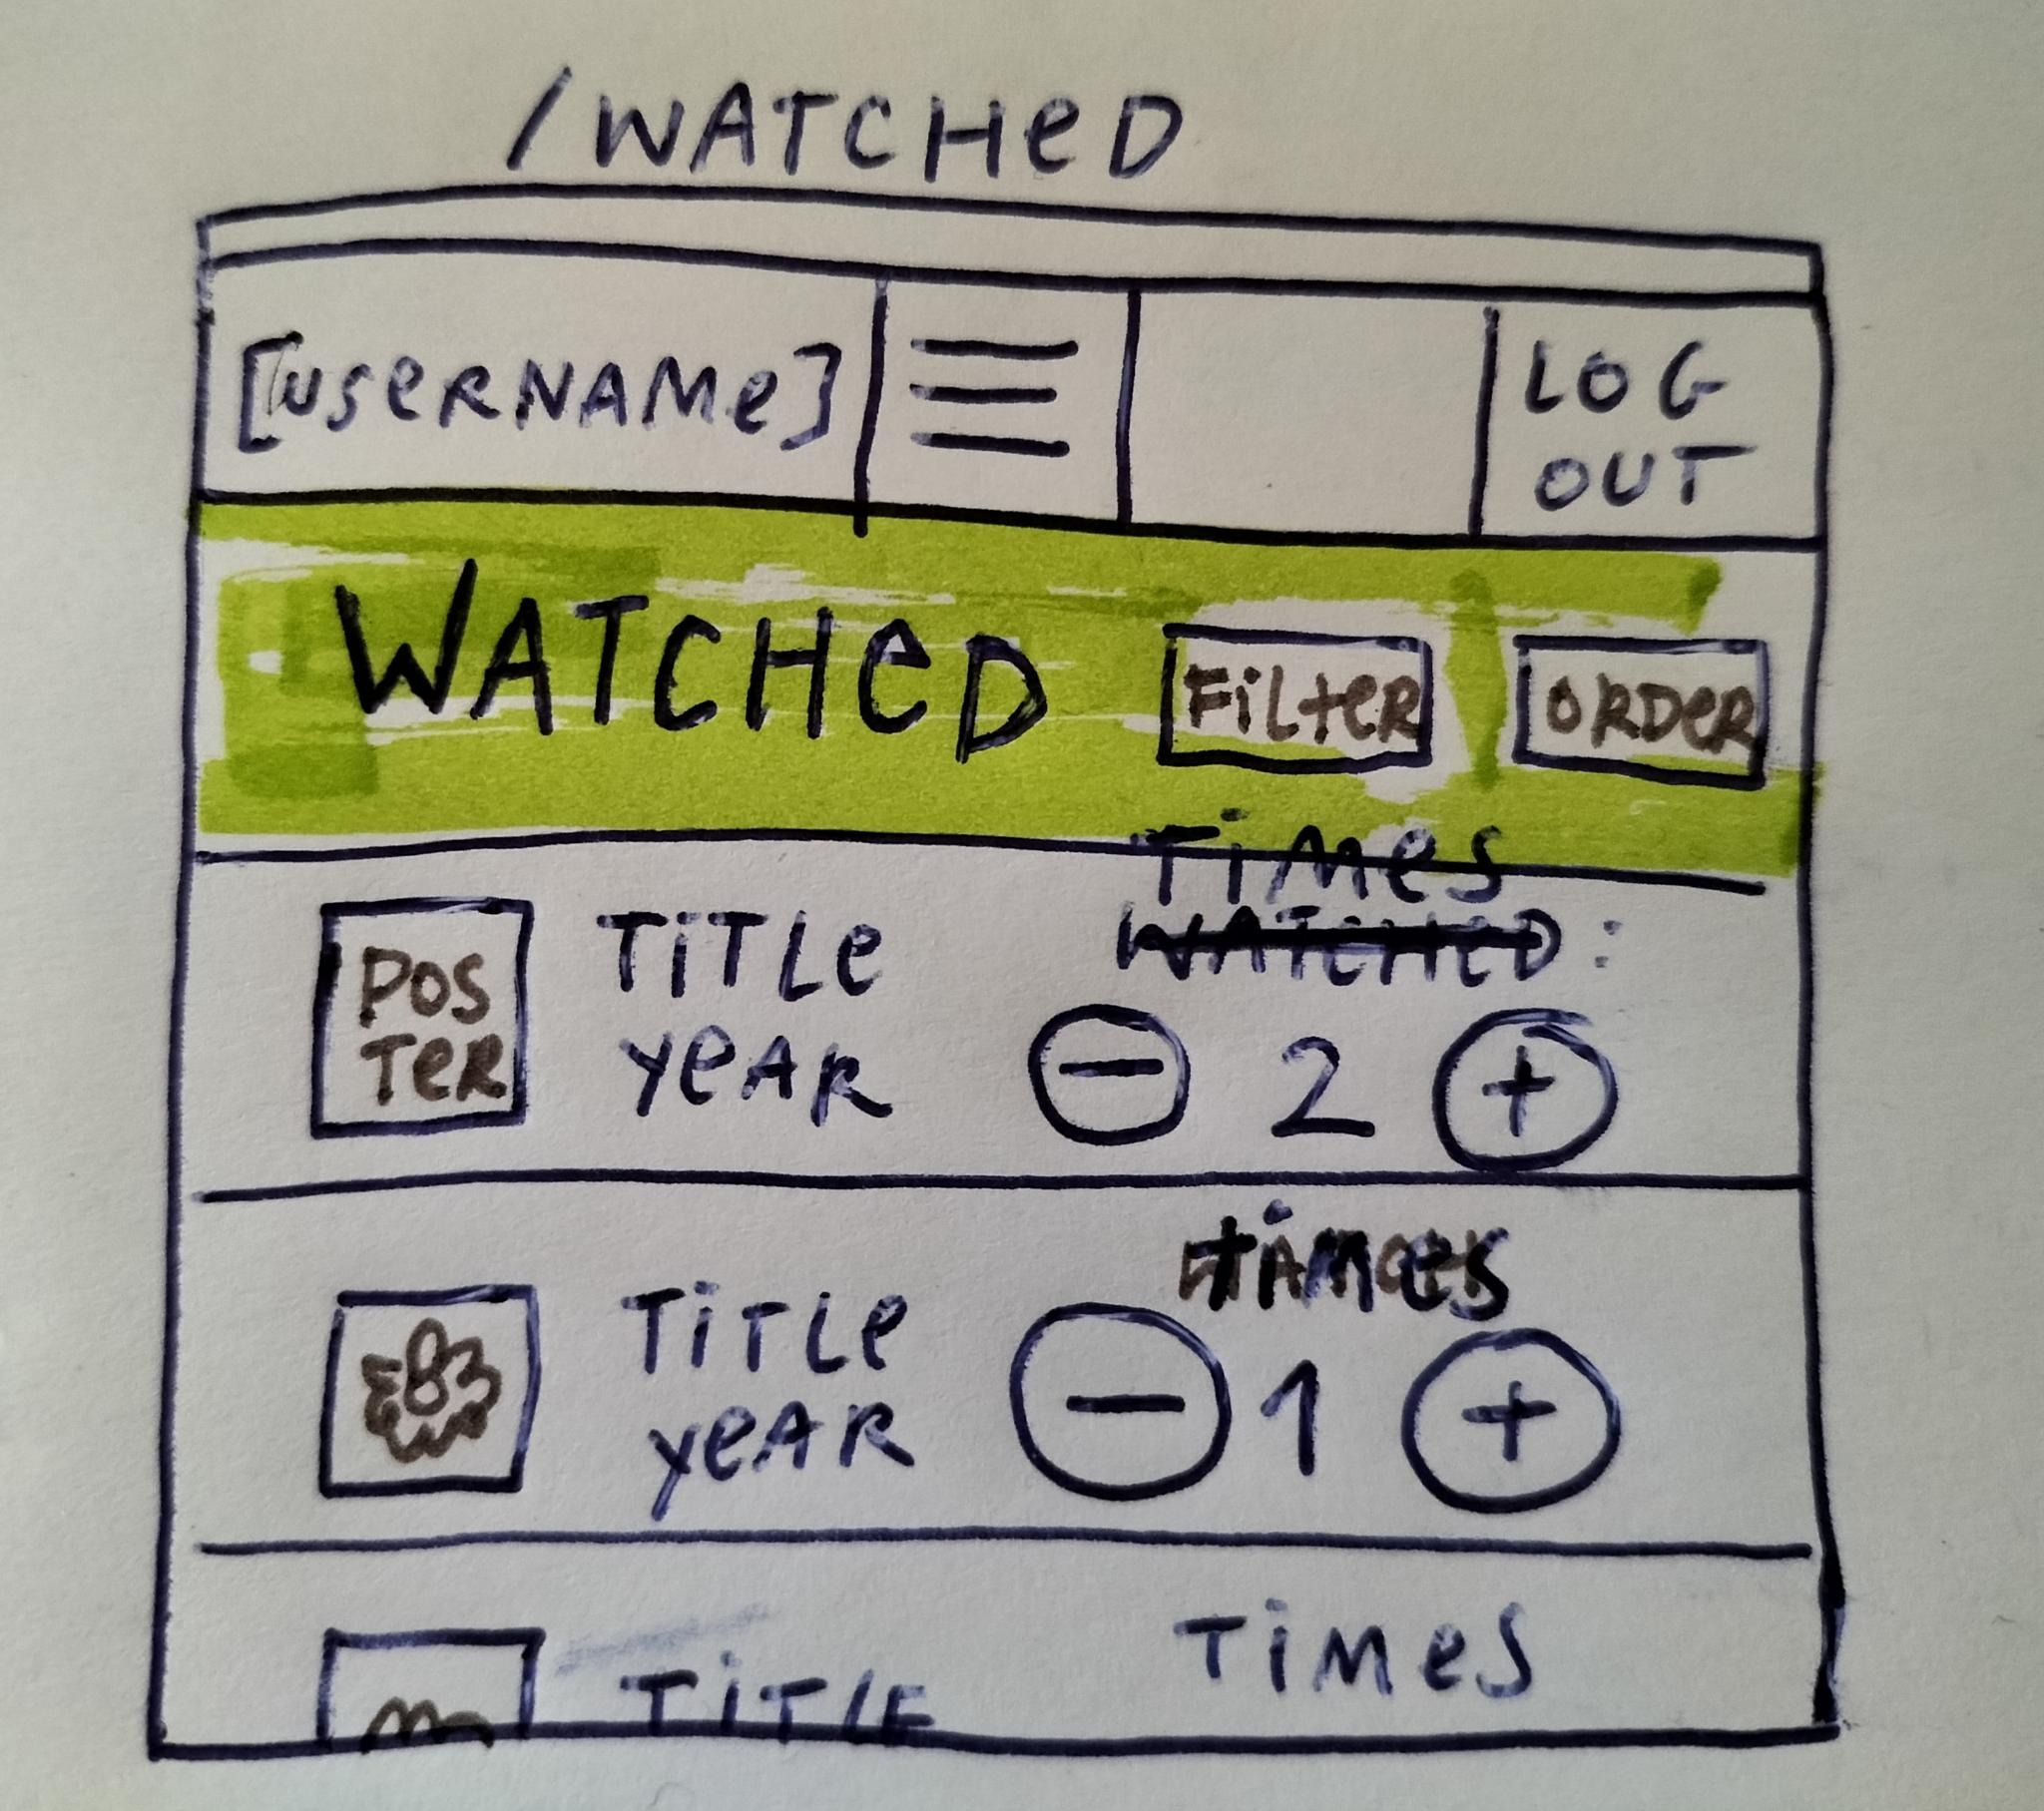 /WATCHED
[USERNAME]
LOG
OUT
WATCHED
FILTER
ORDER
TIMES
WATCHED:
POS
TER
TITLE
YEAR
- 2 +
times
TITLE
YEAR
- 1 +
TIMES
TITLE